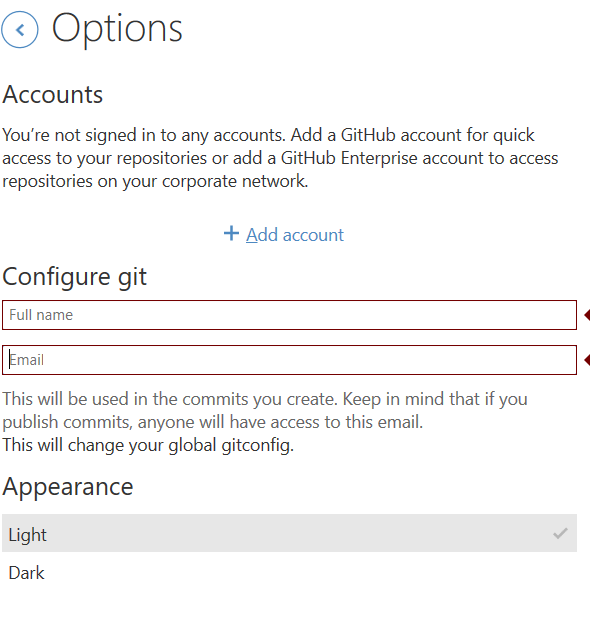 Options
Accounts
You're not signed in to any accounts. Add a GitHub account for quick
access to your repositories or add a GitHub Enterprise account to access
repositories on your corporate network.
+ Add account
Configure git
Full name
Email
This will be used in the commits you create. Keep in mind that if you
publish commits, anyone will have access to this email.
This will change your global gitconfig.
Appearance
Light
Dark